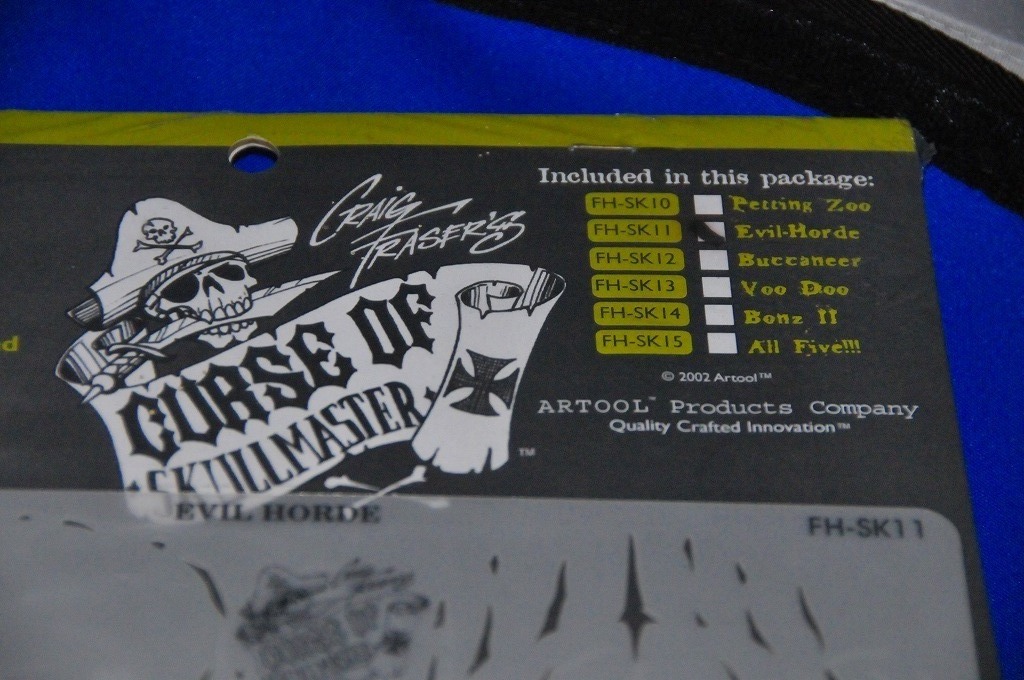 Craig
Fraser's
CURSE OF
SKULLMASTER
™
Included in this package:
FH-SK10 Petting Zoo
FH-SK11 Evil-Horde
FH-SK12 Buccaneer
FH-SK13 Voo Doo
FH-SK14 Bonz II
FH-SK15 All Five!!!
© 2002 Artool™
ARTOOL™ Products Company
Quality Crafted Innovation™
EVIL HORDE
FH-SK11